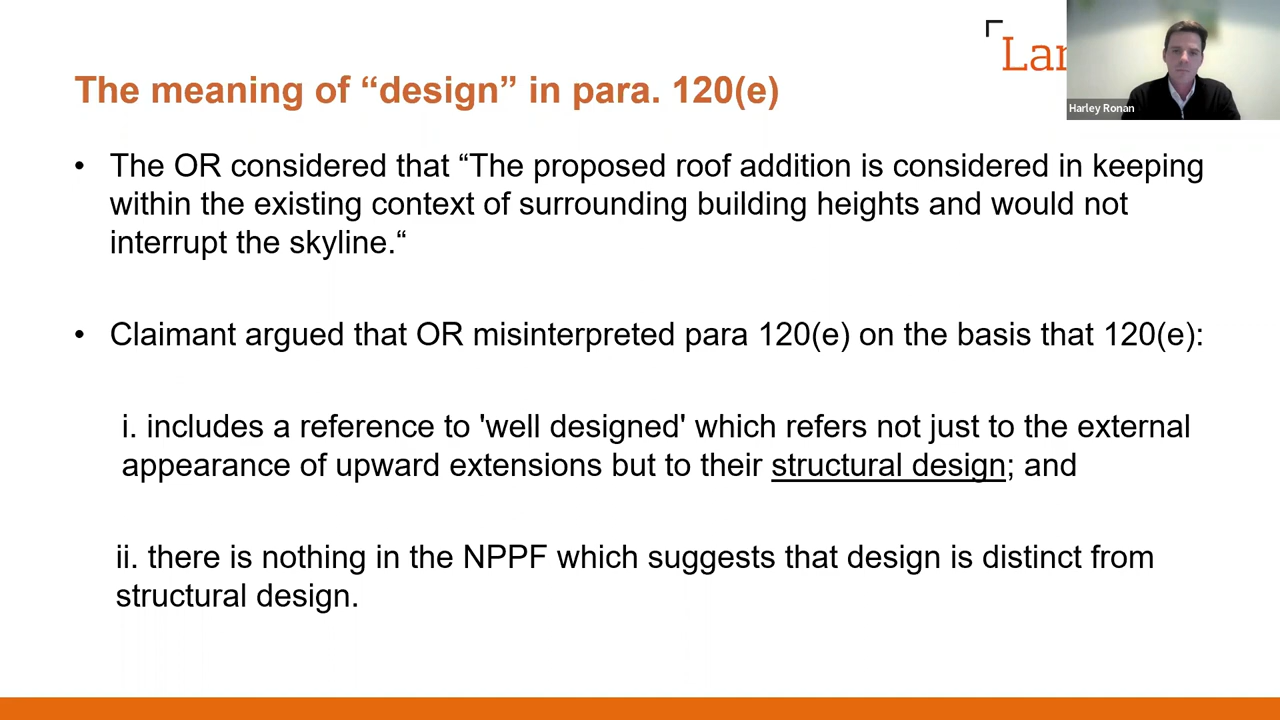 Lan
Harley Ronan
The meaning of “design” in para. 120(e)
• The OR considered that “The proposed roof addition is considered in keeping
within the existing context of surrounding building heights and would not
interrupt the skyline.“
• Claimant argued that OR misinterpreted para 120(e) on the basis that 120(e):
i. includes a reference to 'well designed' which refers not just to the external
appearance of upward extensions but to their structural design; and
ii. there is nothing in the NPPF which suggests that design is distinct from
structural design.